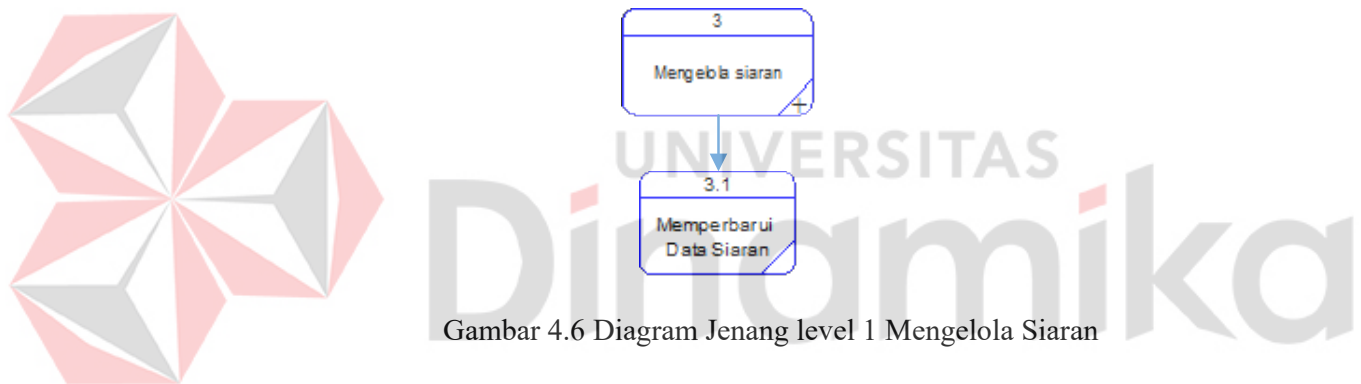 3
Mengelola siaran
+
UNIVERSITAS
Dinamika
3.1
Memperbarui
Data Siaran
Gambar 4.6 Diagram Jenang level 1 Mengelola Siaran